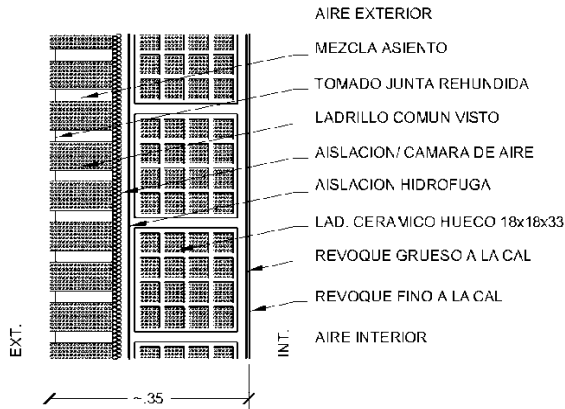 AIRE EXTERIOR
MEZCLA ASIENTO
TOMADO JUNTA REHUNDIDA
LADRILLO COMUN VISTO
AISLACION/ CAMARA DE AIRE
AISLACION HIDROFUGA
LAD. CERAMICO HUECO 18x18x33
REVOQUE GRUESO A LA CAL
REVOQUE FINO A LA CAL
AIRE INTERIOR
EXT.
INT.
~.35